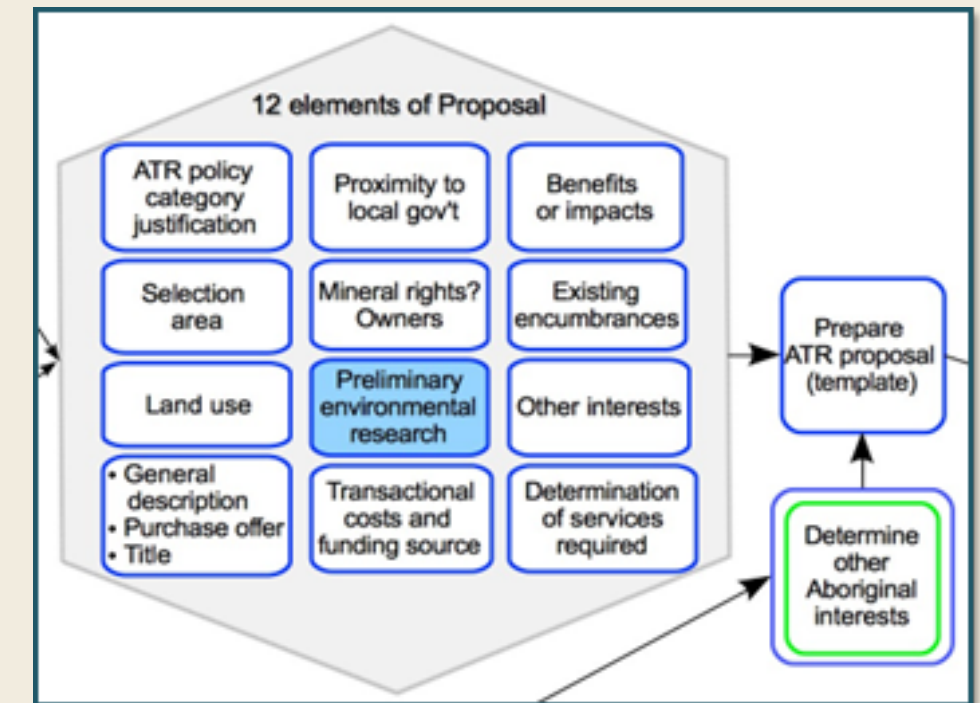 12 elements of Proposal
ATR policy
category
justification
Proximity to
local gov't
Benefits
or impacts
Selection
area
Mineral rights?
Owners
Existing
encumbrances
Land use
Preliminary
environmental
research
Other interests
• General
description
• Purchase offer
• Title
Transactional
costs and
funding source
Determination
of services
required
Prepare
ATR proposal
(template)
Determine
other
Aboriginal
interests